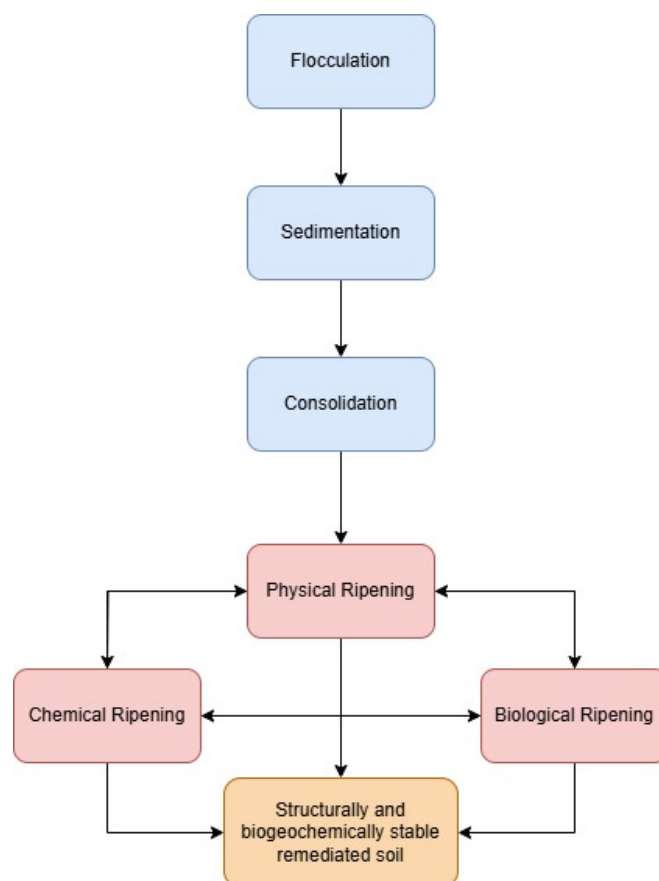 Flocculation
Sedimentation
Consolidation
Physical Ripening
Chemical Ripening
Biological Ripening
Structurally and
biogeochemically stable
remediated soil